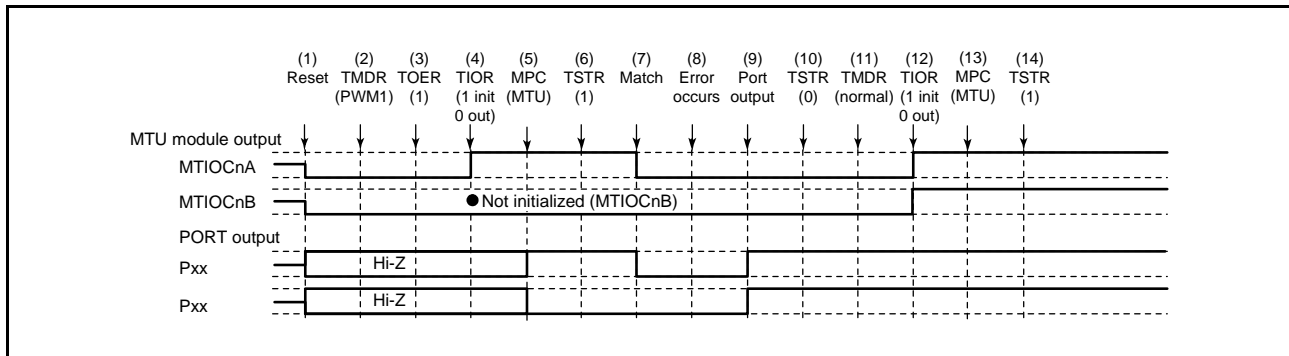 (1) (2) (3) (4) (5) (6) (7) (8) (9) (10) (11) (12) (13) (14)
Reset TMDR TOER TIOR MPC TSTR Match Error Port TSTR TMDR TIOR MPC TSTR
(PWM1) (1) (1 init (MTU) (1) occurs output (0) (normal) (1 init (MTU) (1)
0 out) 0 out)
MTU module output
MTIOCnA
MTIOCnB ●Not initialized (MTIOCnB)
PORT output
Pxx Hi-Z
Pxx Hi-Z